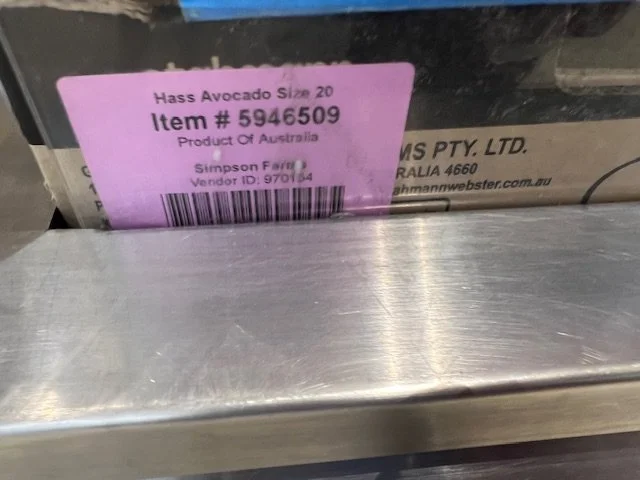 Hass Avocado Size 20
Item # 5946509
Product Of Australia
Simpson Farms
Vendor ID: 970164
MS PTY. LTD.
RALIA 4660
ahmannwebster.com.au